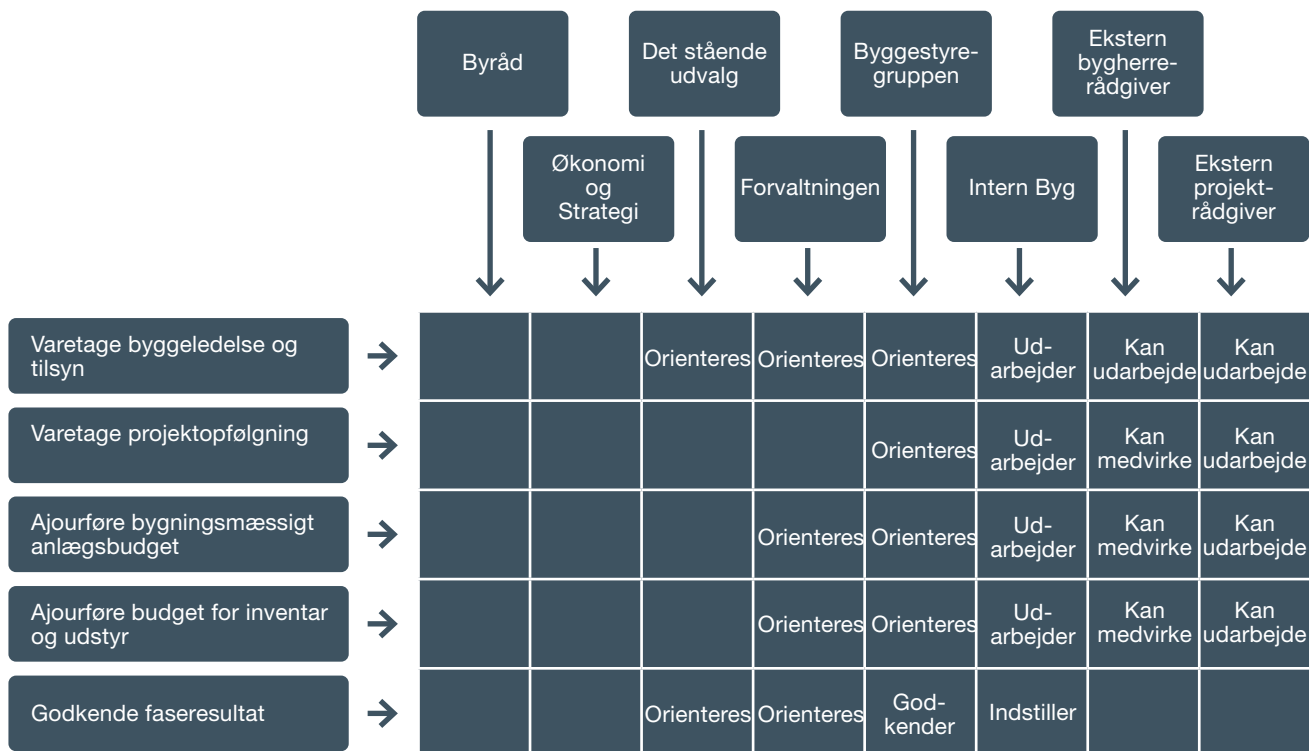 Byråd
Det stående
udvalg
Byggestyre-
gruppen
Ekstern
bygherre-
rådgiver
Økonomi
og
Strategi
Forvaltningen
Intern Byg
Ekstern
projekt-
rådgiver
Varetage byggeledelse og
tilsyn
Orienteres
Orienteres
Orienteres
Ud-
arbejder
Kan
udarbejde
Kan
udarbejde
Varetage projektopfølgning
Orienteres
Ud-
arbejder
Kan
medvirke
Kan
udarbejde
Ajourføre bygningsmæssigt
anlægsbudget
Orienteres
Orienteres
Ud-
arbejder
Kan
medvirke
Kan
udarbejde
Ajourføre budget for inventar
og udstyr
Orienteres
Orienteres
Ud-
arbejder
Kan
medvirke
Kan
udarbejde
Godkende faseresultat
Orienteres
Orienteres
God-
kender
Indstiller